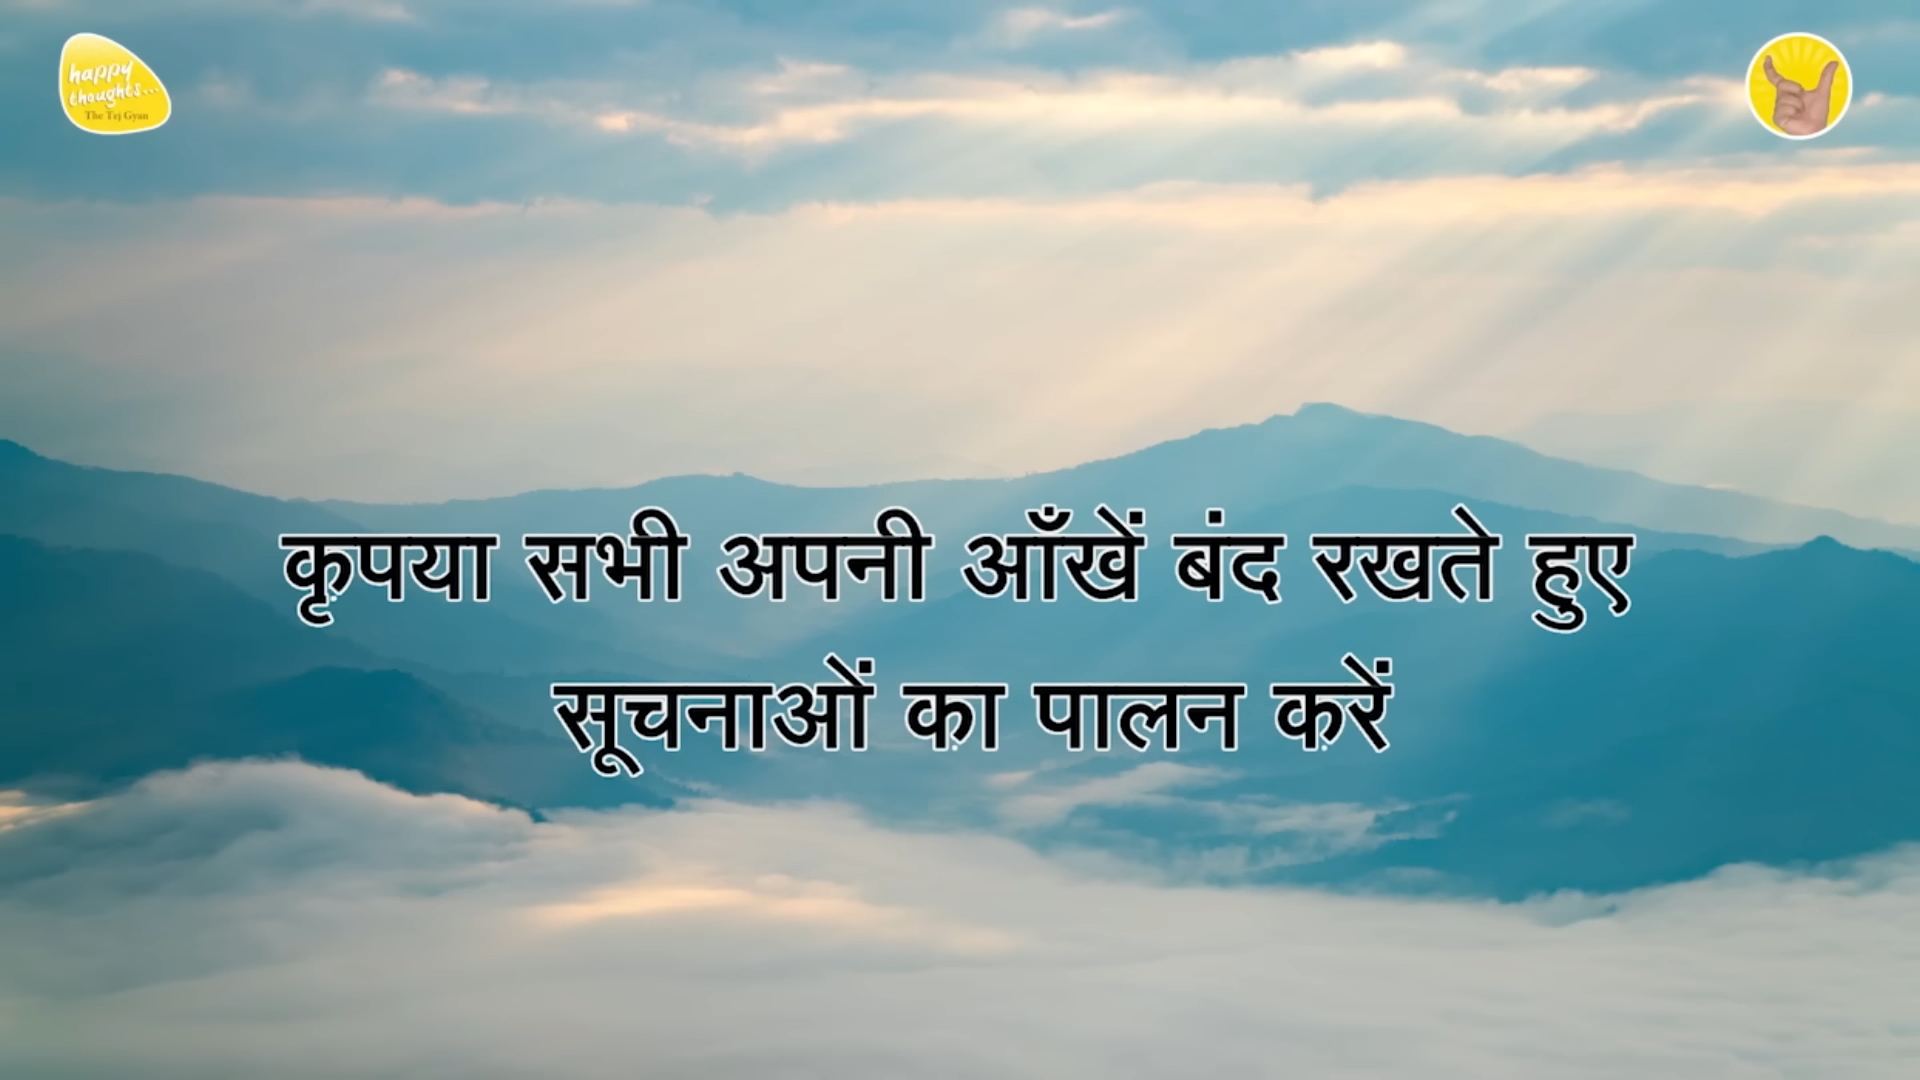 happy
thoughts...
The Tej Gyan
कृपया सभी अपनी आँखें बंद रखते हुए
सूचनाओं का पालन करें